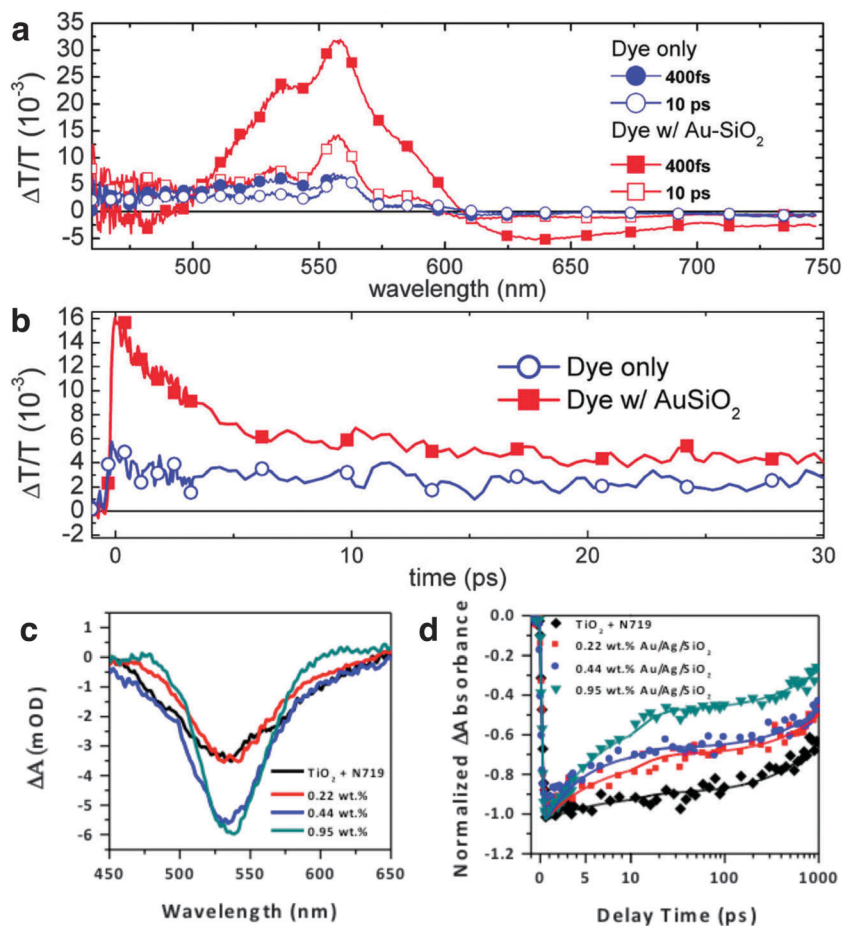 a
ΔT/T (10⁻³)
35
30
25
20
15
10
5
0
-5
500 550 600 650 700 750
wavelength (nm)
Dye only
400fs
10 ps
Dye w/ Au-SiO₂
400fs
10 ps
b
ΔT/T (10⁻³)
16
14
12
10
8
6
4
2
0
-2
0 10 20 30
time (ps)
Dye only
Dye w/ AuSiO₂
c
ΔA (mOD)
1
0
-1
-2
-3
-4
-5
-6
450 500 550 600 650
Wavelength (nm)
TiO₂ + N719
0.22 wt.%
0.44 wt.%
0.95 wt.%
d
Normalized ΔAbsorbance
0.0
-0.2
-0.4
-0.6
-0.8
-1.0
-1.2
0 5 10 100 1000
Delay Time (ps)
TiO₂ + N719
0.22 wt.% Au/Ag/SiO₂
0.44 wt.% Au/Ag/SiO₂
0.95 wt.% Au/Ag/SiO₂